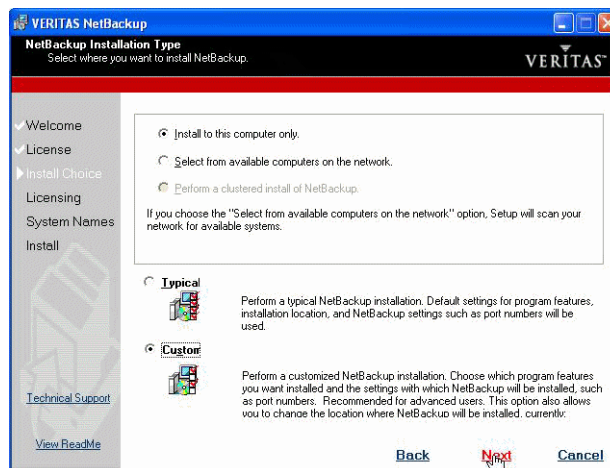 VERITAS NetBackup
NetBackup Installation Type
Select where you want to install NetBackup.
VERITAS
Welcome
License
Install Choice
Licensing
System Names
Install
Technical Support
View ReadMe
Install to this computer only.
Select from available computers on the network.
Perform a clustered install of NetBackup.
If you choose the "Select from available computers on the network" option, Setup will scan your
network for available systems.
Typical
Perform a typical NetBackup installation. Default settings for program features,
installation location, and NetBackup settings such as port numbers will be
used.
Custom
Perform a customized NetBackup installation. Choose which program features
you want installed and the settings with which NetBackup will be installed, such
as port numbers. Recommended for advanced users. This option also allows
you to change the location where NetBackup will be installed, currently:
Back
Next
Cancel